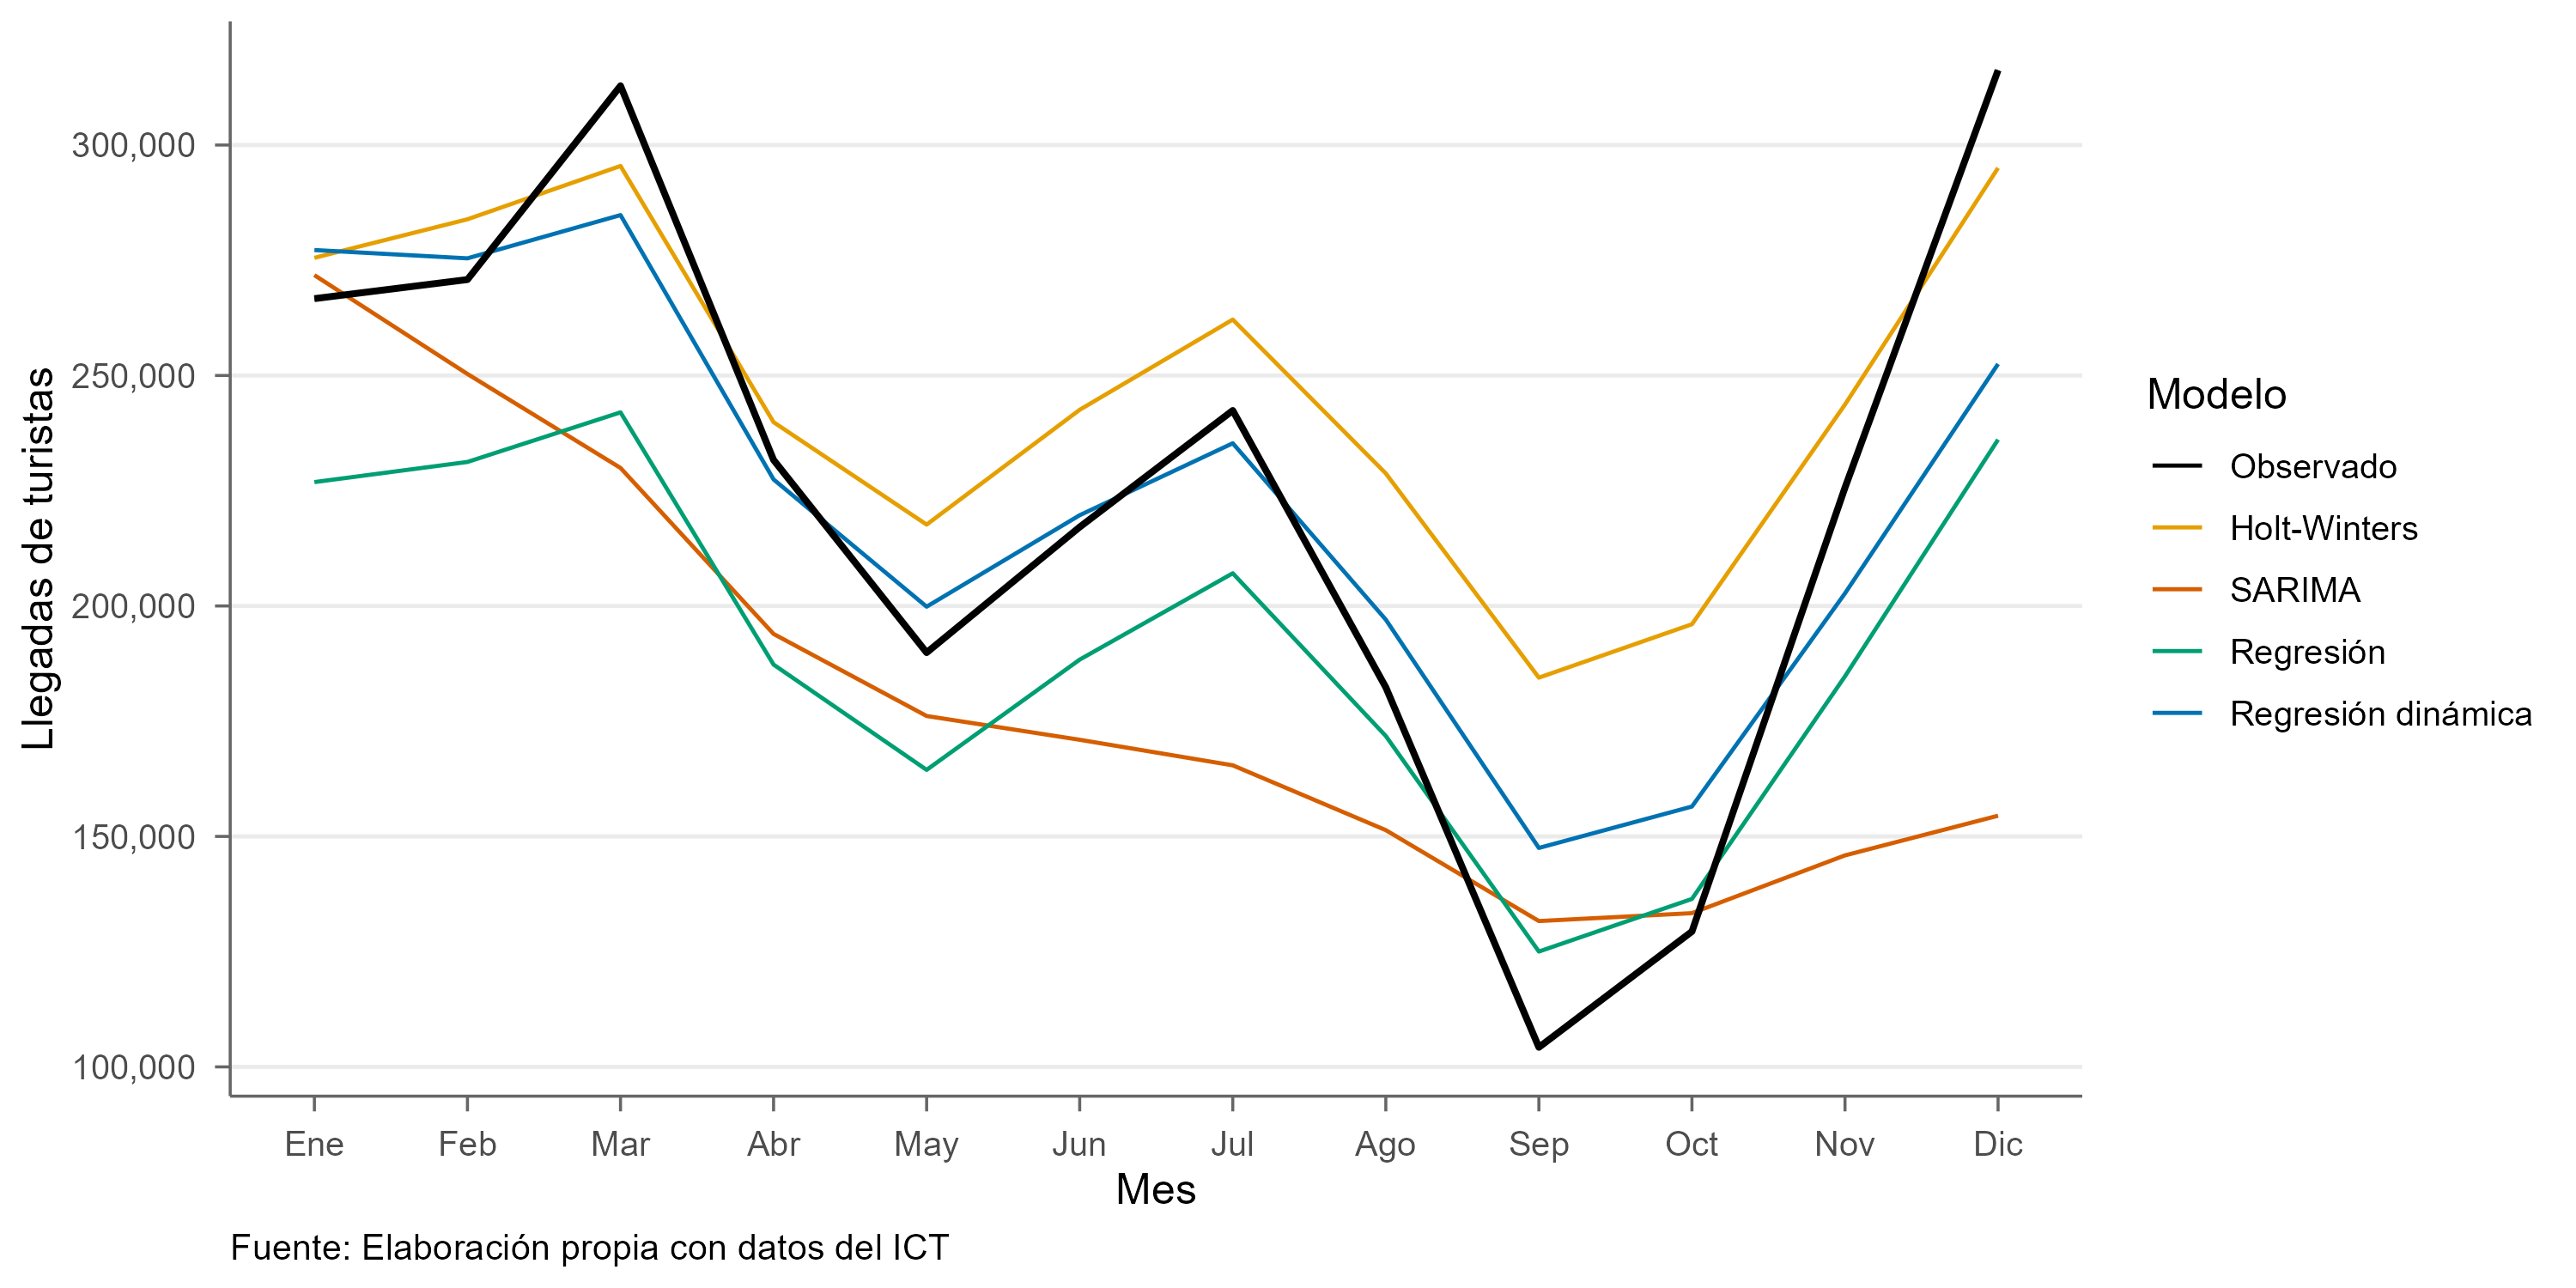 300,000
250,000
200,000
150,000
100,000
Llegadas de turistas
Ene Feb Mar Abr May Jun Jul Ago Sep Oct Nov Dic
Mes
Modelo
Observado
Holt-Winters
SARIMA
Regresión
Regresión dinámica
Fuente: Elaboración propia con datos del ICT